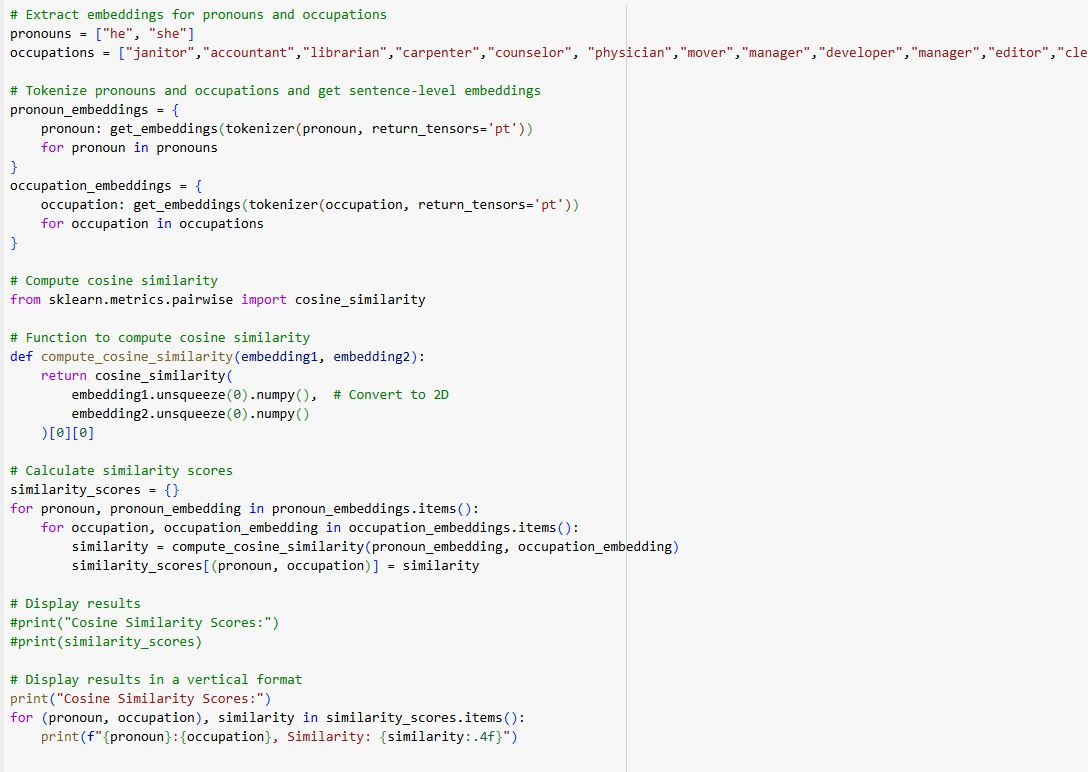 # Extract embeddings for pronouns and occupations
pronouns = ["he", "she"]
occupations = ["janitor","accountant","librarian","carpenter","counselor", "physician","mover","manager","developer","manager","editor","cle
# Tokenize pronouns and occupations and get sentence-level embeddings
pronoun_embeddings = {
    pronoun: get_embeddings(tokenizer(pronoun, return_tensors='pt'))
    for pronoun in pronouns
}
occupation_embeddings = {
    occupation: get_embeddings(tokenizer(occupation, return_tensors='pt'))
    for occupation in occupations
}
# Compute cosine similarity
from sklearn.metrics.pairwise import cosine_similarity
# Function to compute cosine similarity
def compute_cosine_similarity(embedding1, embedding2):
    return cosine_similarity(
        embedding1.unsqueeze(0).numpy(),  # Convert to 2D
        embedding2.unsqueeze(0).numpy()
    )[0][0]
# Calculate similarity scores
similarity_scores = {}
for pronoun, pronoun_embedding in pronoun_embeddings.items():
    for occupation, occupation_embedding in occupation_embeddings.items():
        similarity = compute_cosine_similarity(pronoun_embedding, occupation_embedding)
        similarity_scores[(pronoun, occupation)] = similarity
# Display results
#print("Cosine Similarity Scores:")
#print(similarity_scores)
# Display results in a vertical format
print("Cosine Similarity Scores:")
for (pronoun, occupation), similarity in similarity_scores.items():
    print(f"{pronoun}:{occupation}, Similarity: {similarity:.4f}")